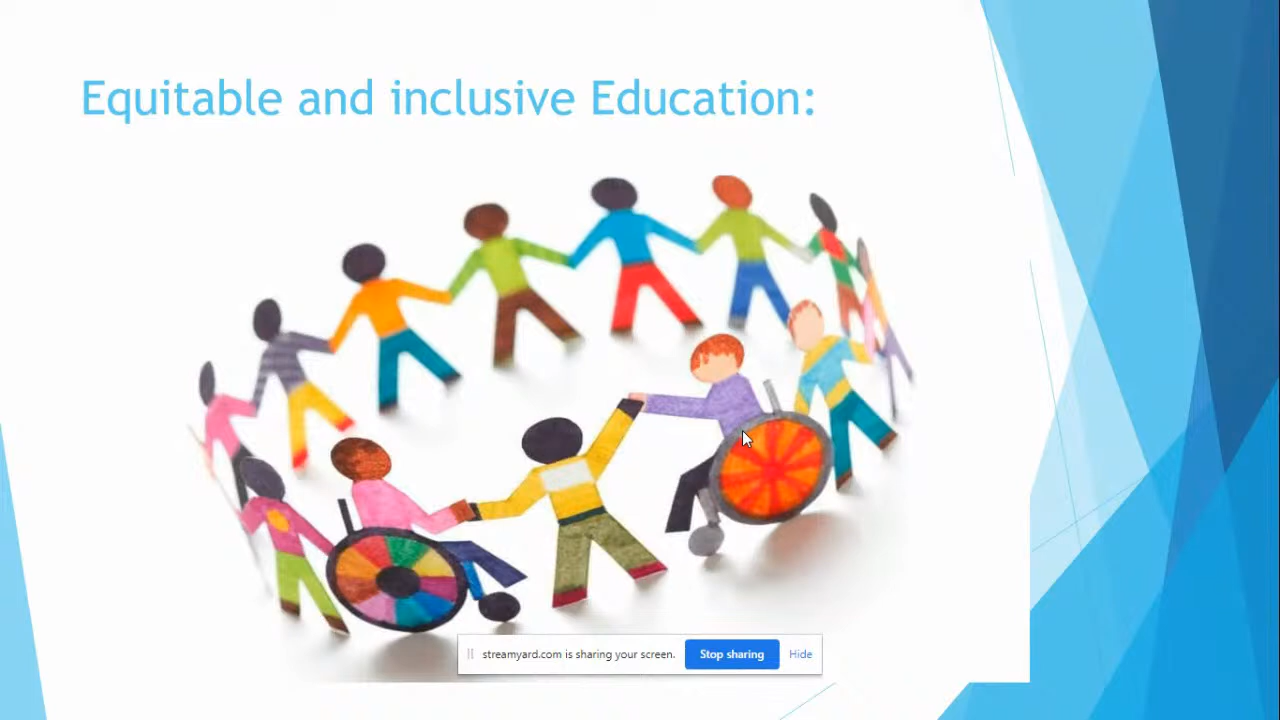 Equitable and inclusive Education:
streamyard.com is sharing your screen. Stop sharing Hide